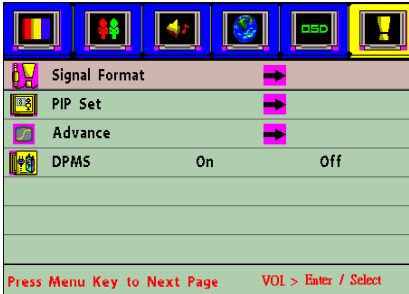 OSD
Signal Format
PIP Set
Advance
DPMS On Off
Press Menu Key to Next Page VOL > Enter / Select